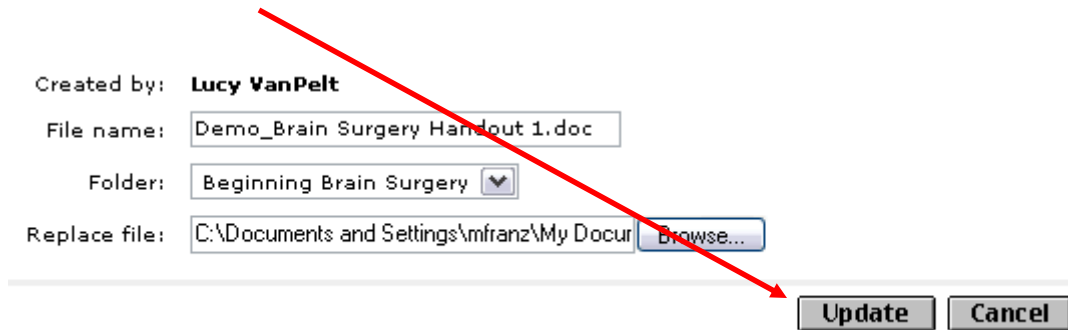 Created by: Lucy VanPelt
File name: Demo_Brain Surgery Handout 1.doc
Folder: Beginning Brain Surgery
Replace file: C:\Documents and Settings\mfranz\My Docur Browse...
Update Cancel